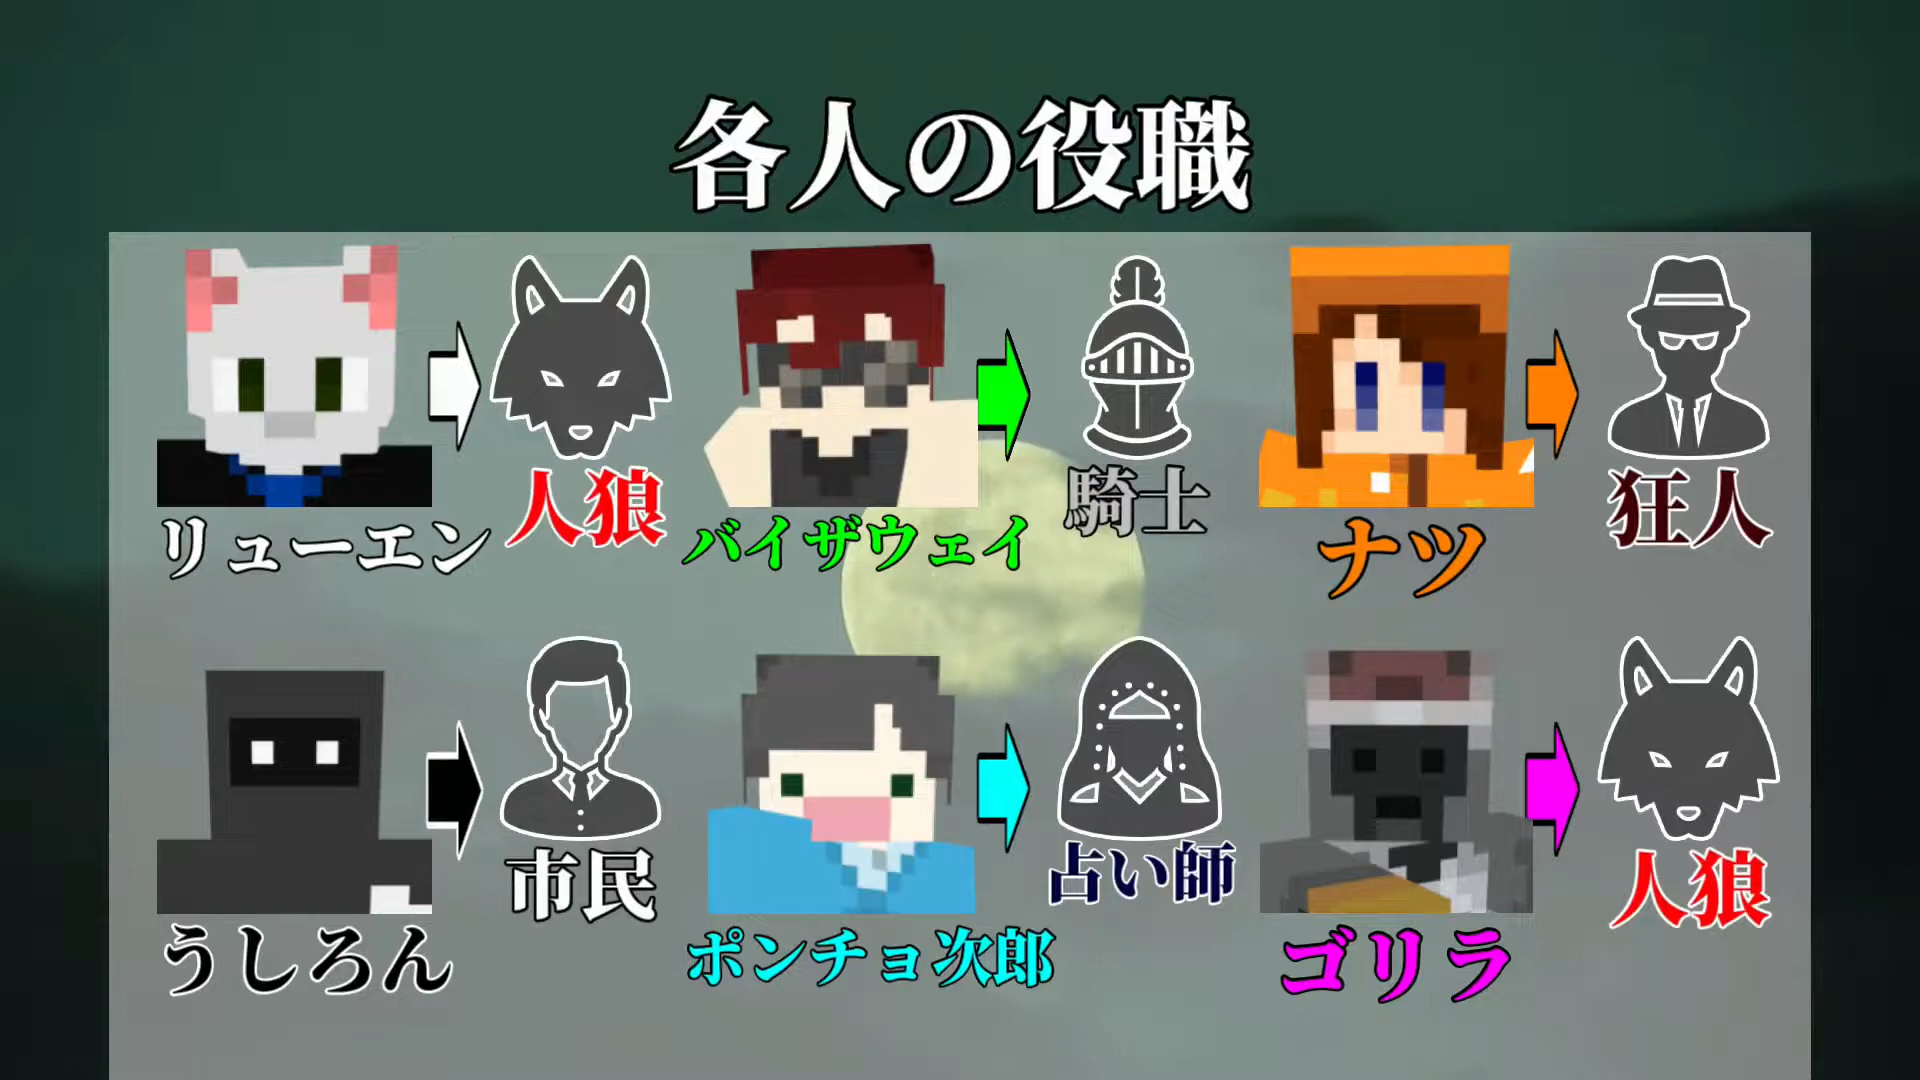 各人の役職
人狼
騎士
狂人
リューエン
バイザウェイ
ナツ
市民
占い師
人狼
うしろん
ポンチョ次郎
ゴリラ